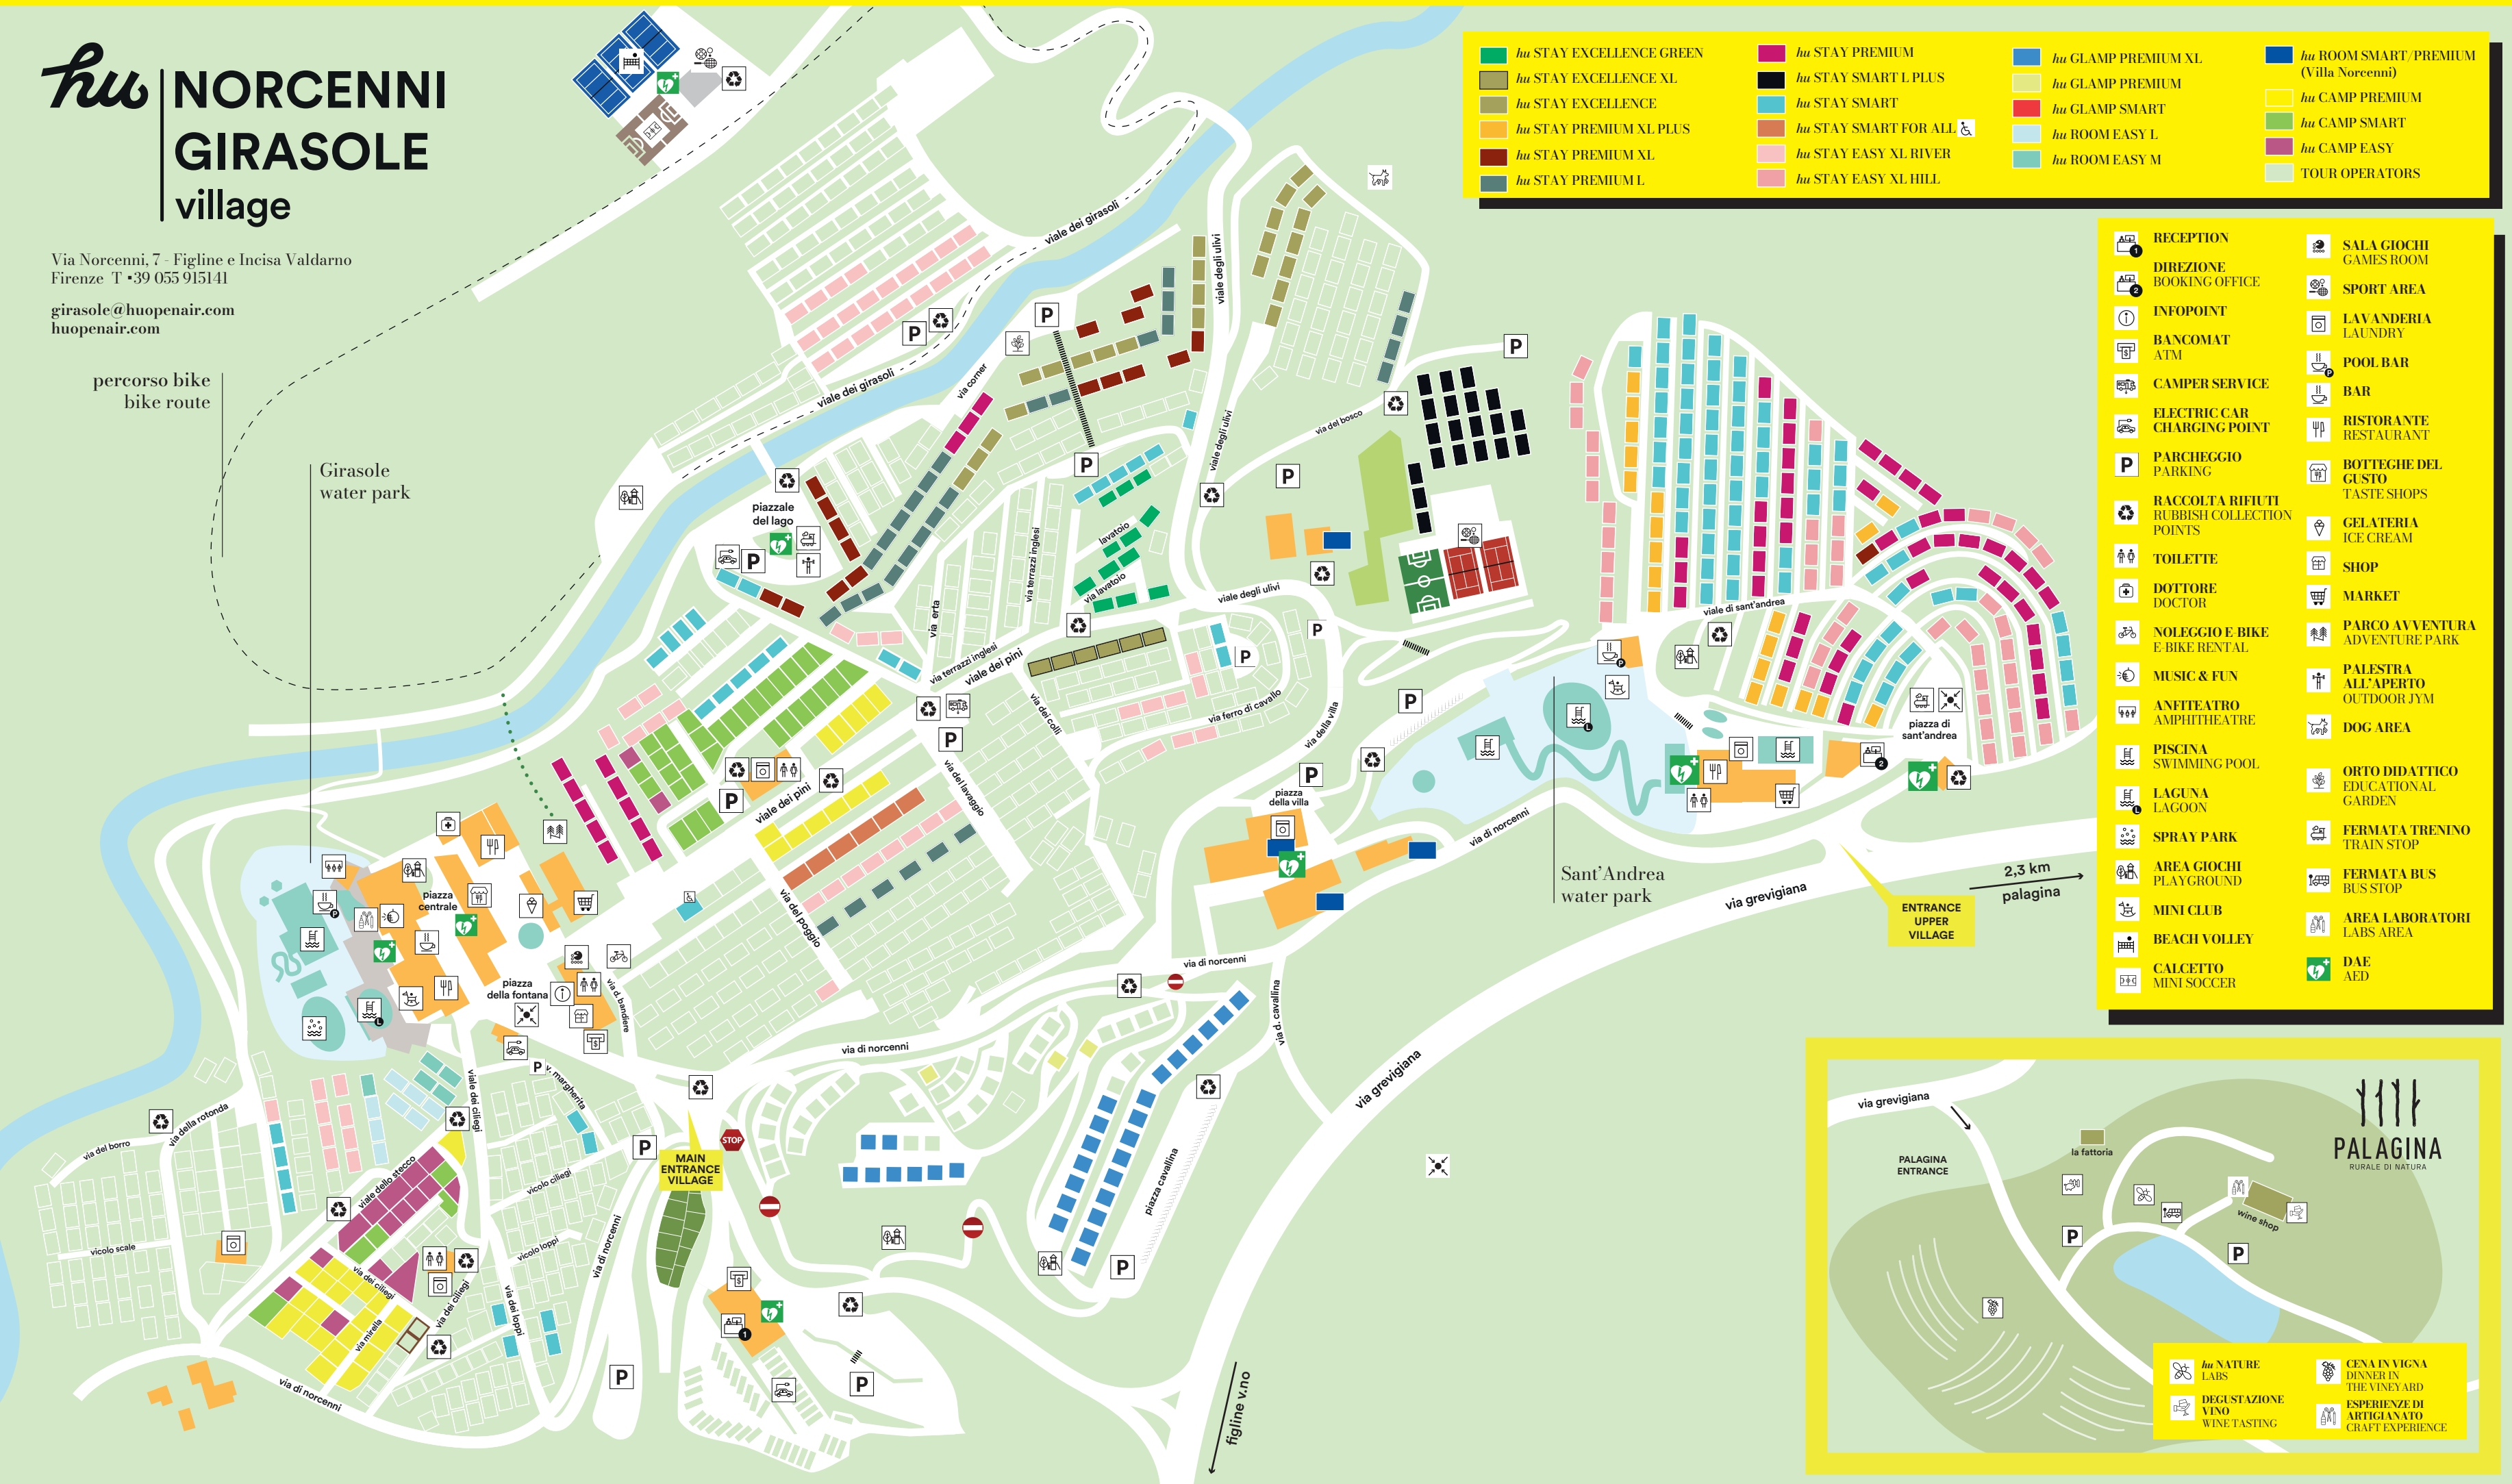 hu NORCENNI
GIRASOLE
village
Via Norcenni, 7 - Figline e Incisa Valdarno
Firenze T +39 055 915141
girasole@huopenair.com
huopenair.com
percorso bike
bike route
Girasole
water park
hu STAY EXCELLENCE GREEN
hu STAY EXCELLENCE XL
hu STAY EXCELLENCE
hu STAY PREMIUM XL PLUS
hu STAY PREMIUM XL
hu STAY PREMIUM L
hu STAY PREMIUM
hu STAY SMART L PLUS
hu STAY SMART
hu STAY SMART FOR ALL
hu STAY EASY XL RIVER
hu STAY EASY XL HILL
hu GLAMP PREMIUM XL
hu GLAMP PREMIUM
hu GLAMP SMART
hu ROOM EASY L
hu ROOM EASY M
hu ROOM SMART/PREMIUM
(Villa Norcenni)
hu CAMP PREMIUM
hu CAMP SMART
hu CAMP EASY
TOUR OPERATORS
1 RECEPTION
2 DIREZIONE
BOOKING OFFICE
INFOPOINT
BANCOMAT
ATM
CAMPER SERVICE
ELECTRIC CAR
CHARGING POINT
P PARCHEGGIO
PARKING
RACCOLTA RIFIUTI
RUBBISH COLLECTION
POINTS
TOILETTE
DOTTORE
DOCTOR
NOLEGGIO E-BIKE
E-BIKE RENTAL
MUSIC & FUN
ANFITEATRO
AMPHITHEATRE
PISCINA
SWIMMING POOL
L LAGUNA
LAGOON
SPRAY PARK
AREA GIOCHI
PLAYGROUND
MINI CLUB
BEACH VOLLEY
CALCETTO
MINI SOCCER
SALA GIOCHI
GAMES ROOM
SPORT AREA
LAVANDERIA
LAUNDRY
P POOL BAR
BAR
RISTORANTE
RESTAURANT
BOTTEGHE DEL
GUSTO
TASTE SHOPS
GELATERIA
ICE CREAM
SHOP
MARKET
PARCO AVVENTURA
ADVENTURE PARK
PALESTRA
ALL'APERTO
OUTDOOR JYM
DOG AREA
ORTO DIDATTICO
EDUCATIONAL
GARDEN
FERMATA TRENINO
TRAIN STOP
FERMATA BUS
BUS STOP
AREA LABORATORI
LABS AREA
DAE
AED
viale dei girasoli
viale dei girasoli
viale degli ulivi
viale degli ulivi
viale degli ulivi
via corner
via del bosco
piazzale
del lago
lavatoio
via lavatoio
via terrazzi inglesi
via terrazzi inglesi
via erta
viale dei pini
viale dei pini
via dei colli
via ferro di cavallo
via della villa
via del lavaggio
via del poggio
viale di sant'andrea
piazza di
sant'andrea
piazza
della villa
via di norcenni
Sant'Andrea
water park
via grevigiana
ENTRANCE
UPPER
VILLAGE
2,3 km
palagina
piazza
centrale
piazza
della fontana
via d. bandiere
via di norcenni
via di norcenni
via p. cavallina
via grevigiana
piazza cavallina
v. margherita
viale dei ciliegi
via della rotonda
via del borro
viale dello stecco
vicolo scale
vicolo ciliegi
vicolo loppi
via dei ciliegi
via dei ciliegi
via mirella
via dei loppi
via di norcenni
via di norcenni
STOP
MAIN
ENTRANCE
VILLAGE
figline v.no
via grevigiana
PALAGINA
ENTRANCE
la fattoria
wine shop
PALAGINA
RURALE DI NATURA
hu NATURE
LABS
DEGUSTAZIONE
VINO
WINE TASTING
CENA IN VIGNA
DINNER IN
THE VINEYARD
ESPERIENZE DI
ARTIGIANATO
CRAFT EXPERIENCE